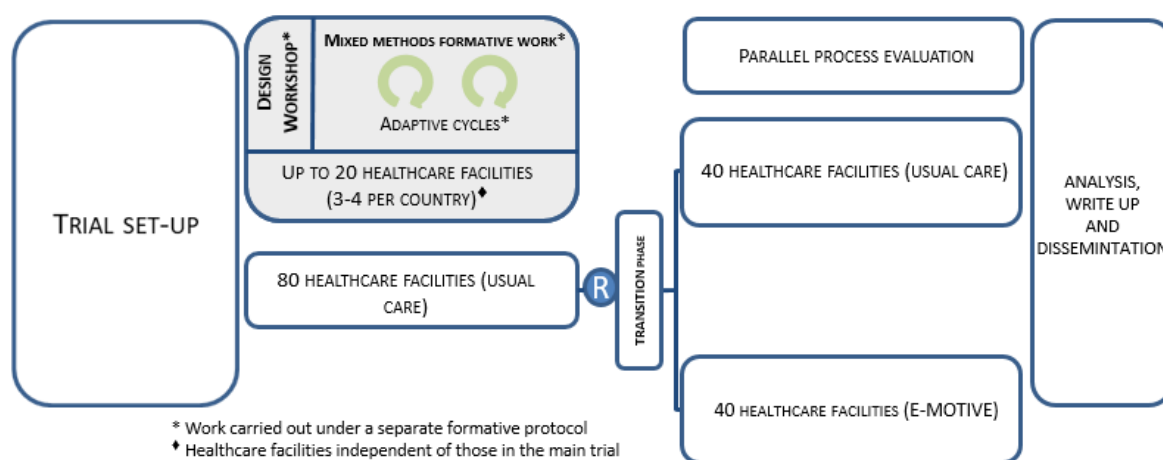 TRIAL SET-UP
DESIGN
WORKSHOP*
MIXED METHODS FORMATIVE WORK*
ADAPTIVE CYCLES*
UP TO 20 HEALTHCARE FACILITIES
(3-4 PER COUNTRY)♦
80 HEALTHCARE FACILITIES (USUAL
CARE)
R
TRANSITION PHASE
PARALLEL PROCESS EVALUATION
40 HEALTHCARE FACILITIES (USUAL CARE)
40 HEALTHCARE FACILITIES (E-MOTIVE)
ANALYSIS,
WRITE UP
AND
DISSEMINTATION
* Work carried out under a separate formative protocol
♦ Healthcare facilities independent of those in the main trial